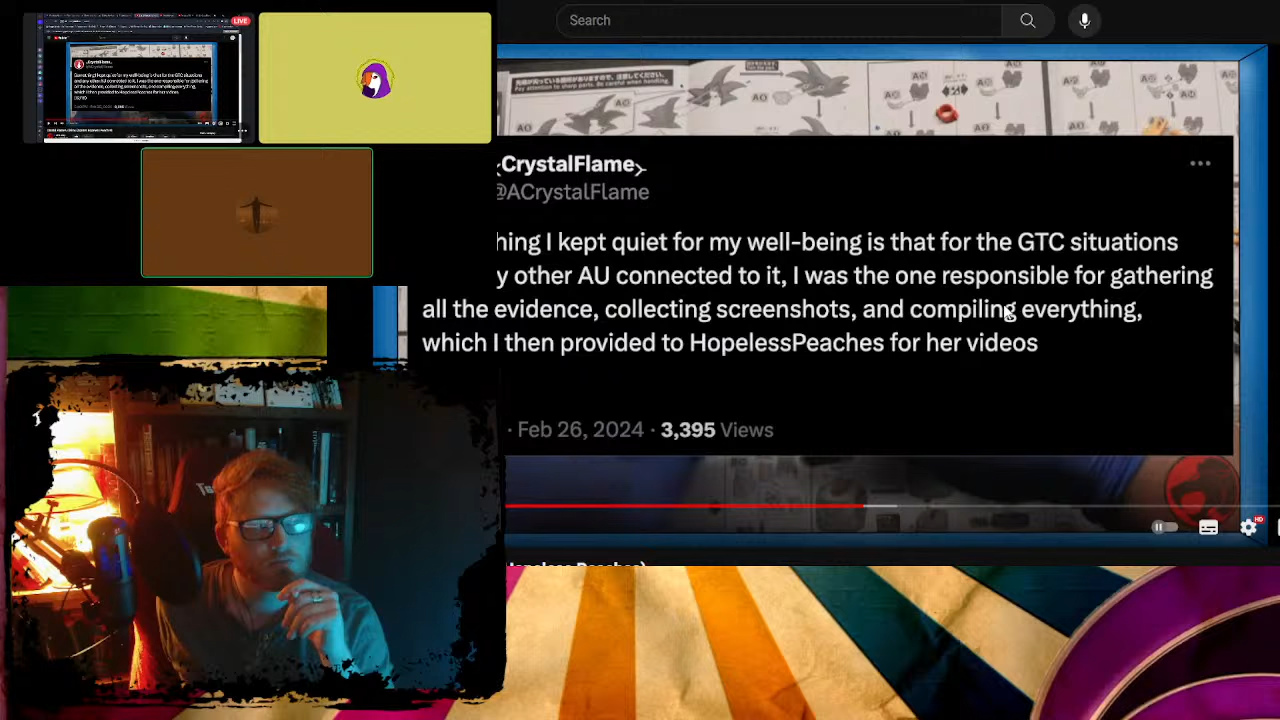 LIVE
Search
CrystalFlame
@ACrystalFlame
hing I kept quiet for my well-being is that for the GTC situations
y other AU connected to it, I was the one responsible for gathering
all the evidence, collecting screenshots, and compiling everything,
which I then provided to HopelessPeaches for her videos
· Feb 26, 2024 · 3,395 Views
HD